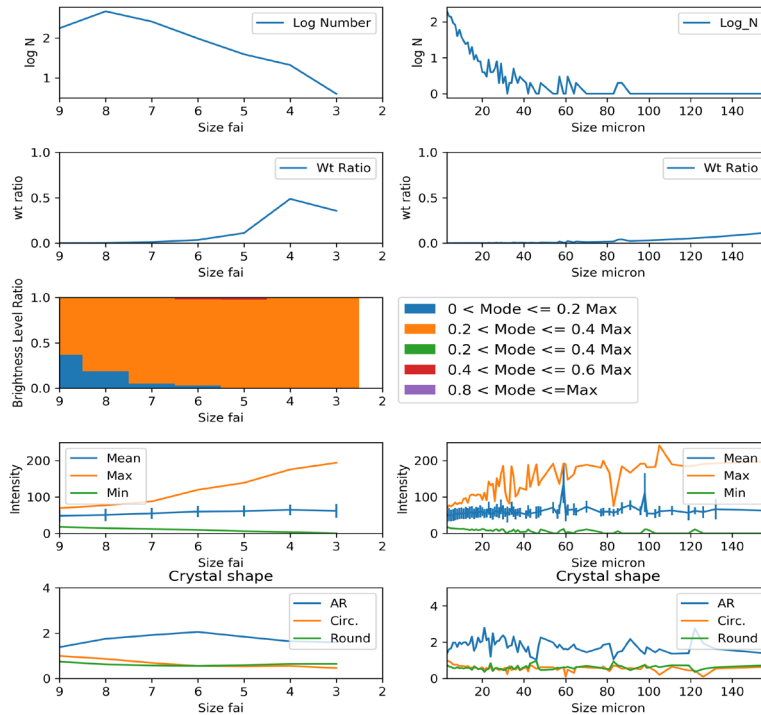 2
1
log N
Log Number
9 8 7 6 5 4 3 2
Size fai
2
1
0
log N
Log_N
20 40 60 80 100 120 140
Size micron
1.0
0.5
0.0
wt ratio
Wt Ratio
9 8 7 6 5 4 3 2
Size fai
1.0
0.5
0.0
wt ratio
Wt Ratio
20 40 60 80 100 120 140
Size micron
1.0
0.5
0.0
Brightness Level Ratio
9 8 7 6 5 4 3 2
Size fai
0 < Mode <= 0.2 Max
0.2 < Mode <= 0.4 Max
0.2 < Mode <= 0.4 Max
0.4 < Mode <= 0.6 Max
0.8 < Mode <=Max
200
100
0
Intensity
Mean
Max
Min
9 8 7 6 5 4 3 2
Size fai
200
100
0
Intensity
Mean
Max
Min
20 40 60 80 100 120 140
Size micron
Crystal shape
4
2
0
AR
Circ.
Round
9 8 7 6 5 4 3 2
Size fai
Crystal shape
4
2
0
AR
Circ.
Round
20 40 60 80 100 120 140
Size micron